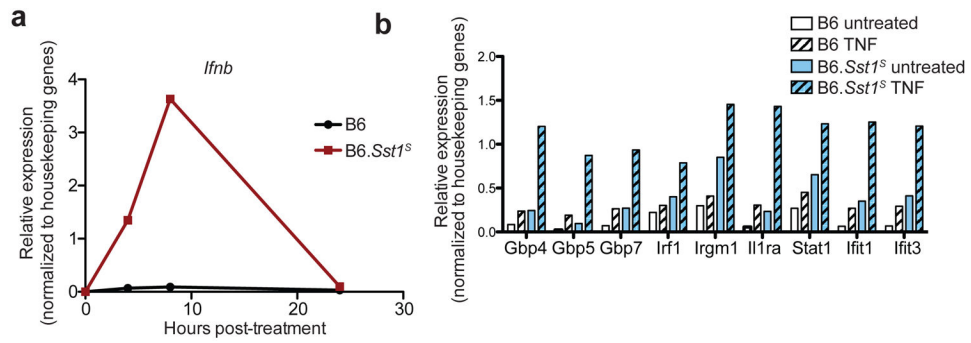 a
Ifnb
Relative expression
(normalized to housekeeping genes)
4
3
2
1
0
0
10
20
30
Hours post-treatment
B6
B6.Sst1S
b
B6 untreated
B6 TNF
B6.Sst1S untreated
B6.Sst1S TNF
Relative expression
(normalized to housekeeping genes)
2.0
1.5
1.0
0.5
0.0
Gbp4 Gbp5 Gbp7 Irf1 Irgm1 Il1ra Stat1 Ifit1 Ifit3